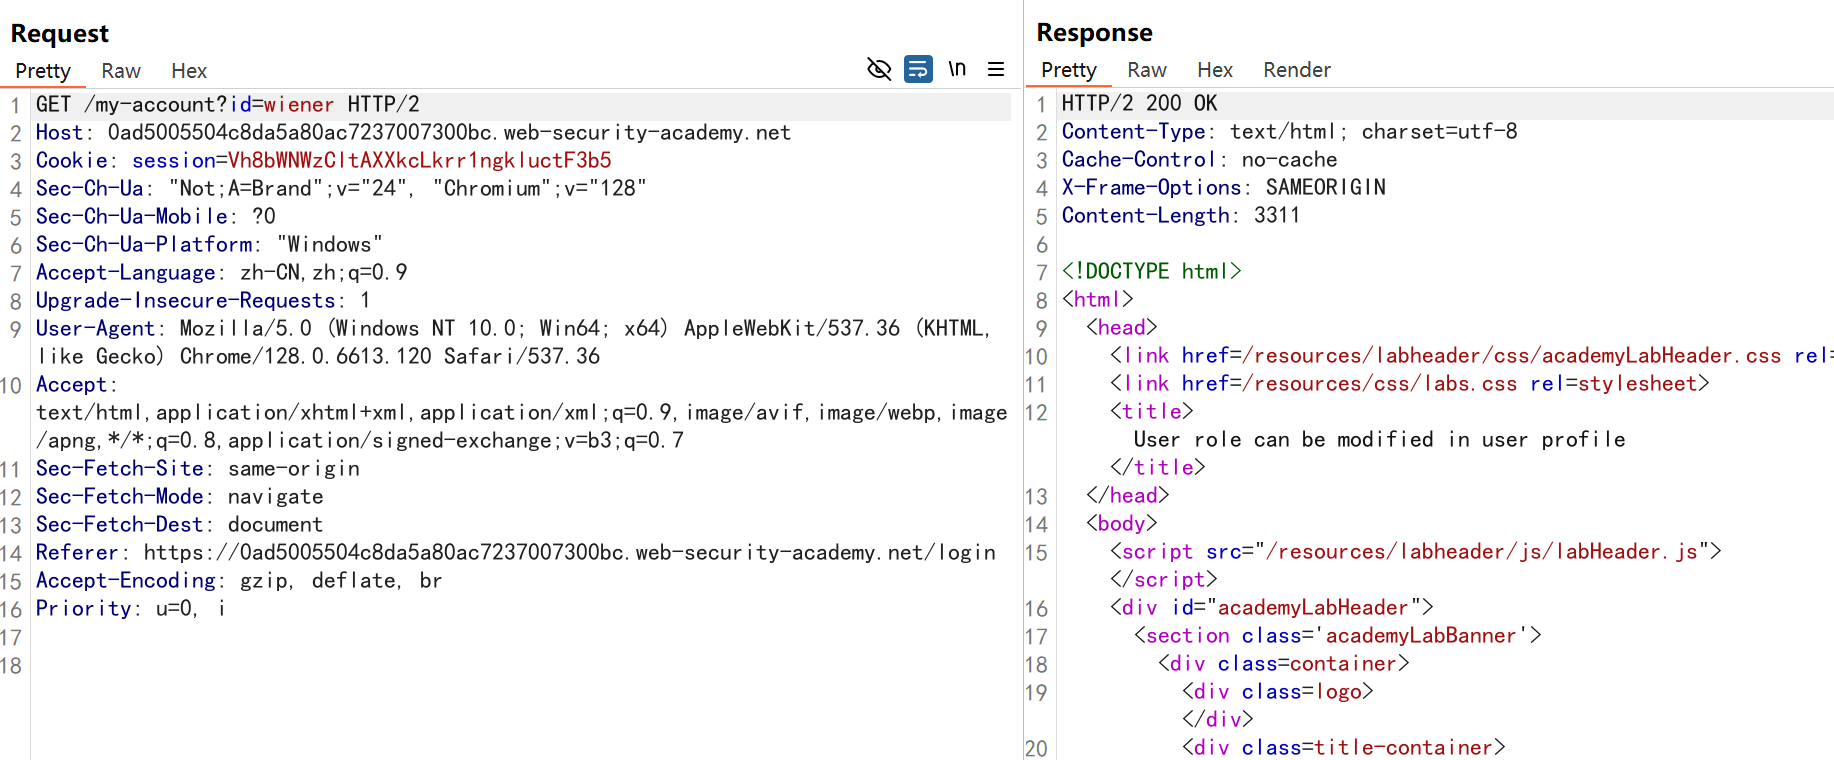 Request
Pretty Raw Hex
\n
1 GET /my-account?id=wiener HTTP/2
2 Host: 0ad5005504c8da5a80ac7237007300bc.web-security-academy.net
3 Cookie: session=Vh8bWNWzCltAXXkcLkrr1ngkluctF3b5
4 Sec-Ch-Ua: "Not;A=Brand";v="24", "Chromium";v="128"
5 Sec-Ch-Ua-Mobile: ?0
6 Sec-Ch-Ua-Platform: "Windows"
7 Accept-Language: zh-CN,zh;q=0.9
8 Upgrade-Insecure-Requests: 1
9 User-Agent: Mozilla/5.0 (Windows NT 10.0; Win64; x64) AppleWebKit/537.36 (KHTML,
like Gecko) Chrome/128.0.6613.120 Safari/537.36
10 Accept:
text/html,application/xhtml+xml,application/xml;q=0.9,image/avif,image/webp,image
/apng,*/*;q=0.8,application/signed-exchange;v=b3;q=0.7
11 Sec-Fetch-Site: same-origin
12 Sec-Fetch-Mode: navigate
13 Sec-Fetch-Dest: document
14 Referer: https://0ad5005504c8da5a80ac7237007300bc.web-security-academy.net/login
15 Accept-Encoding: gzip, deflate, br
16 Priority: u=0, i
17
18
Response
Pretty Raw Hex Render
1 HTTP/2 200 OK
2 Content-Type: text/html; charset=utf-8
3 Cache-Control: no-cache
4 X-Frame-Options: SAMEORIGIN
5 Content-Length: 3311
6
7 <!DOCTYPE html>
8 <html>
9 <head>
10 <link href=/resources/labheader/css/academyLabHeader.css rel=
11 <link href=/resources/css/labs.css rel=stylesheet>
12 <title>
User role can be modified in user profile
</title>
13 </head>
14 <body>
15 <script src="/resources/labheader/js/labHeader.js">
</script>
16 <div id="academyLabHeader">
17 <section class='academyLabBanner'>
18 <div class=container>
19 <div class=logo>
</div>
20 <div class=title-container>